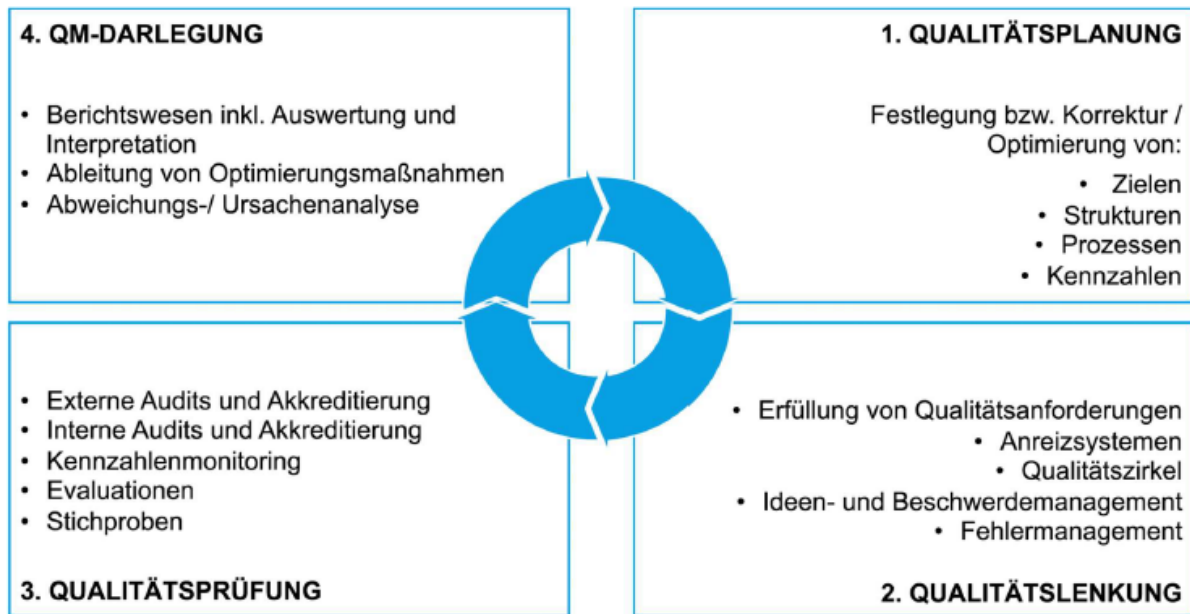 4. QM-DARLEGUNG
• Berichtswesen inkl. Auswertung und
Interpretation
• Ableitung von Optimierungsmaßnahmen
• Abweichungs-/ Ursachenanalyse
1. QUALITÄTSPLANUNG
Festlegung bzw. Korrektur /
Optimierung von:
• Zielen
• Strukturen
• Prozessen
• Kennzahlen
• Externe Audits und Akkreditierung
• Interne Audits und Akkreditierung
• Kennzahlenmonitoring
• Evaluationen
• Stichproben
3. QUALITÄTSPRÜFUNG
• Erfüllung von Qualitätsanforderungen
• Anreizsystemen
• Qualitätszirkel
• Ideen- und Beschwerdemanagement
• Fehlermanagement
2. QUALITÄTSLENKUNG